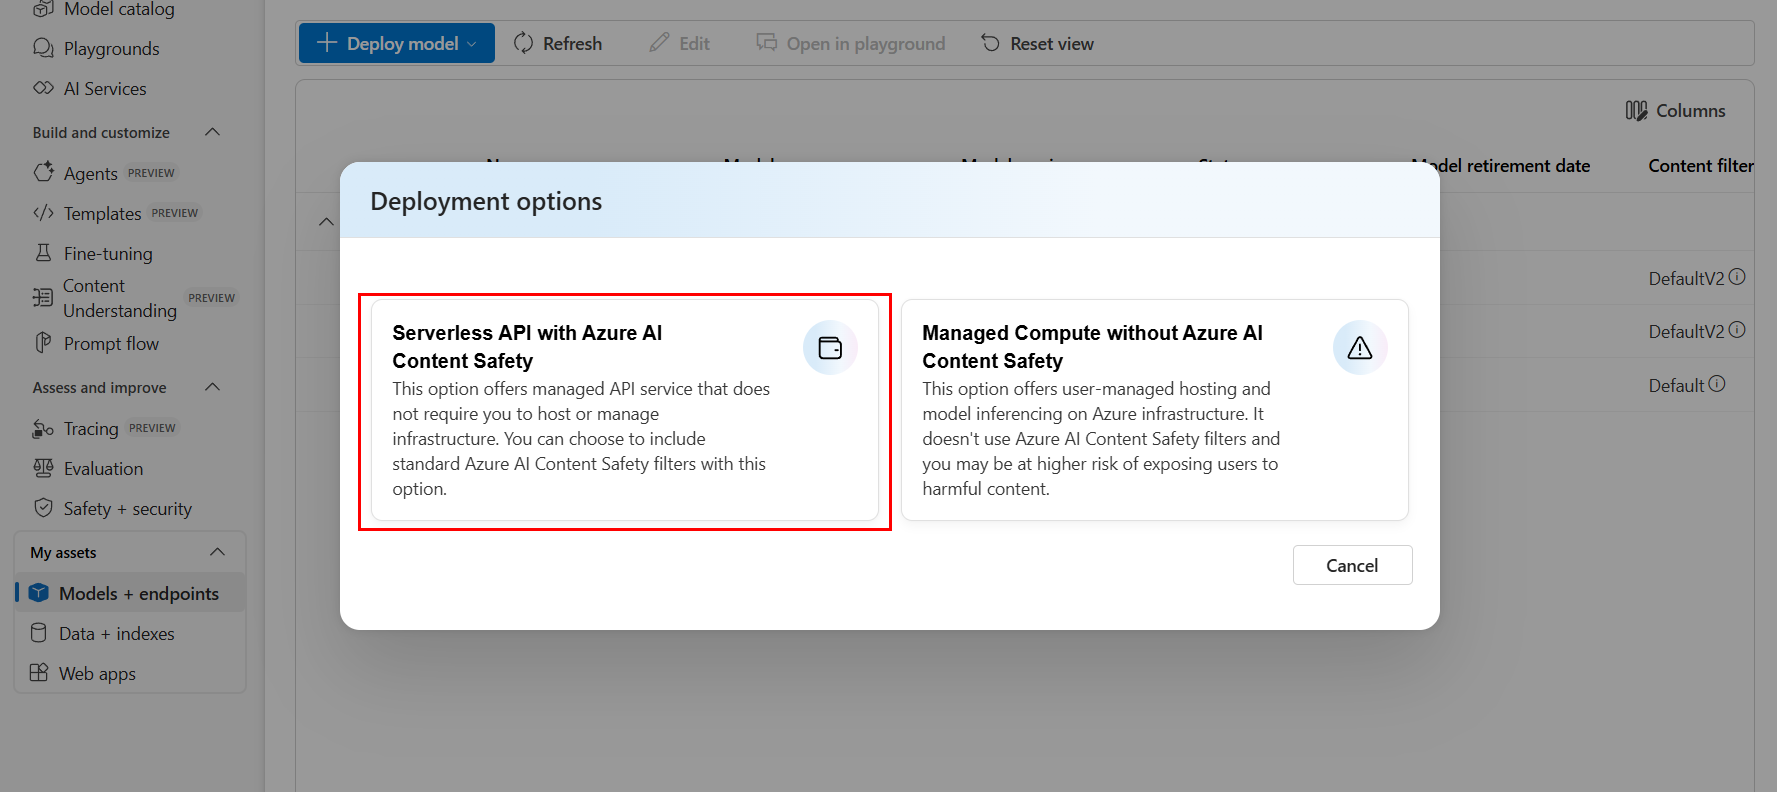 Model catalog
Playgrounds
AI Services
Build and customize
Agents PREVIEW
Templates PREVIEW
Fine-tuning
Content
Understanding PREVIEW
Prompt flow
Assess and improve
Tracing PREVIEW
Evaluation
Safety + security
My assets
Models + endpoints
Data + indexes
Web apps
Deploy model Refresh Edit Open in playground Reset view
Columns
retirement date Content filter
Deployment options
DefaultV2
DefaultV2
Default
Serverless API with Azure AI
Content Safety
This option offers managed API service that does
not require you to host or manage
infrastructure. You can choose to include
standard Azure AI Content Safety filters with this
option.
Managed Compute without Azure AI
Content Safety
This option offers user-managed hosting and
model inferencing on Azure infrastructure. It
doesn't use Azure AI Content Safety filters and
you may be at higher risk of exposing users to
harmful content.
Cancel